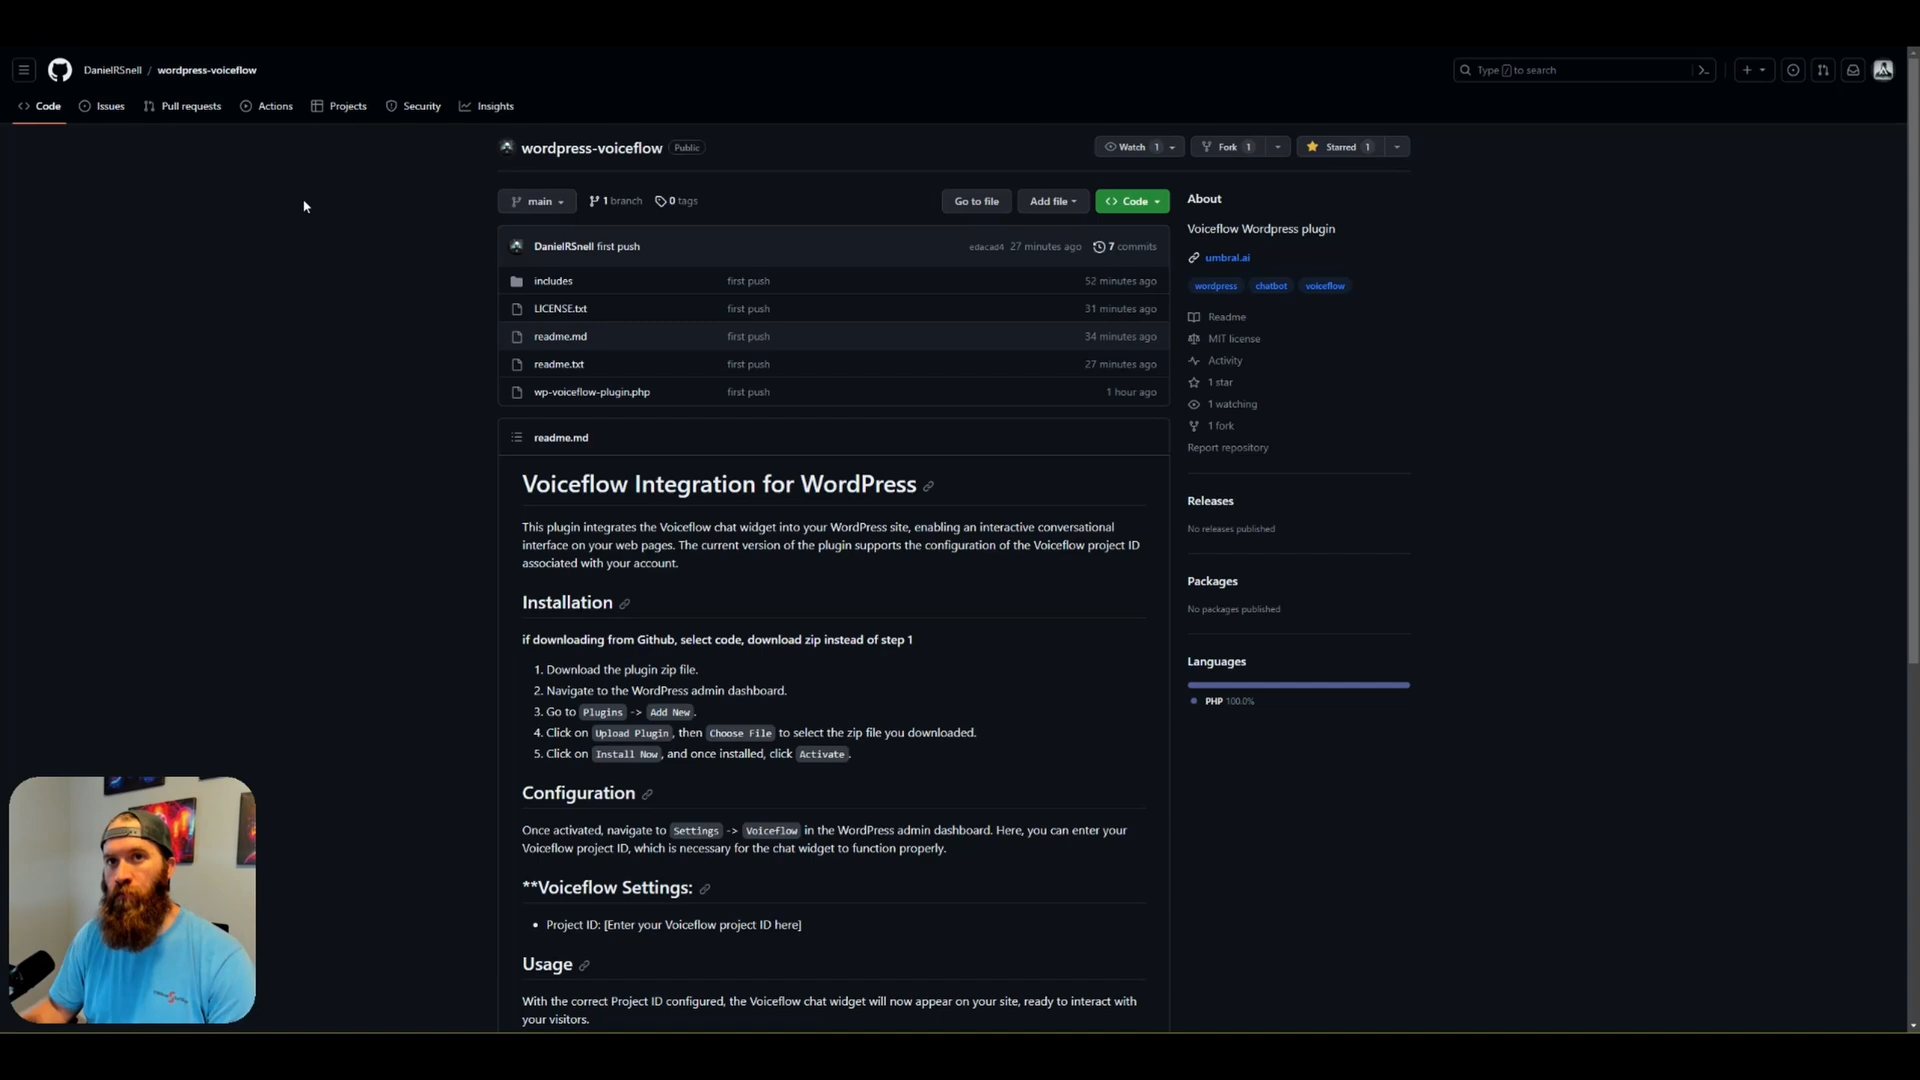 DanielRSnell / wordpress-voiceflow
Type / to search
Code Issues Pull requests Actions Projects Security Insights
wordpress-voiceflow Public
Watch 1 Fork 1 Starred 1
main 1 branch 0 tags Go to file Add file Code
DanielRSnell first push edacad4 27 minutes ago 7 commits
includes first push 52 minutes ago
LICENSE.txt first push 31 minutes ago
readme.md first push 34 minutes ago
readme.txt first push 27 minutes ago
wp-voiceflow-plugin.php first push 1 hour ago
readme.md
Voiceflow Integration for WordPress
This plugin integrates the Voiceflow chat widget into your WordPress site, enabling an interactive conversational
interface on your web pages. The current version of the plugin supports the configuration of the Voiceflow project ID
associated with your account.
Installation
if downloading from Github, select code, download zip instead of step 1
1. Download the plugin zip file.
2. Navigate to the WordPress admin dashboard.
3. Go to Plugins -> Add New.
4. Click on Upload Plugin, then Choose File to select the zip file you downloaded.
5. Click on Install Now, and once installed, click Activate.
Configuration
Once activated, navigate to Settings -> Voiceflow in the WordPress admin dashboard. Here, you can enter your
Voiceflow project ID, which is necessary for the chat widget to function properly.
**Voiceflow Settings:
• Project ID: [Enter your Voiceflow project ID here]
Usage
With the correct Project ID configured, the Voiceflow chat widget will now appear on your site, ready to interact with
your visitors.
About
Voiceflow Wordpress plugin
umbral.ai
wordpress chatbot voiceflow
Readme
MIT license
Activity
1 star
1 watching
1 fork
Report repository
Releases
No releases published
Packages
No packages published
Languages
PHP 100.0%